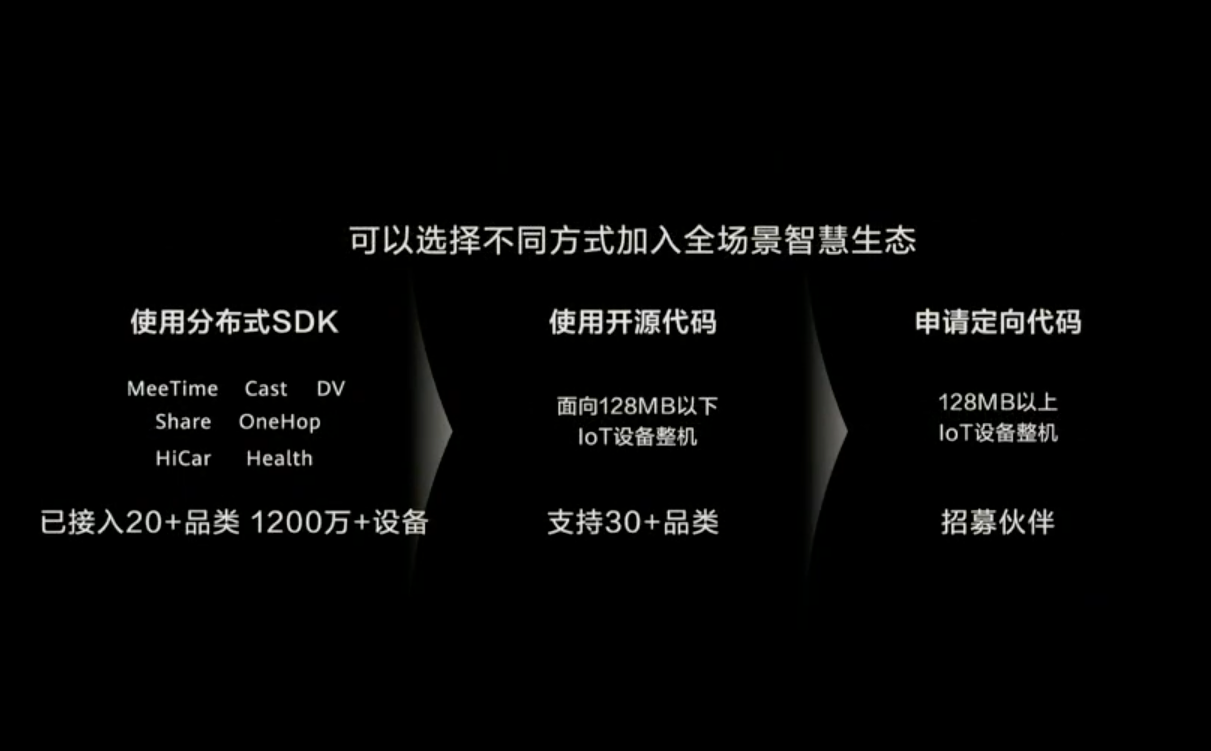 可以选择不同方式加入全场景智慧生态
使用分布式SDK
MeeTime Cast DV
Share OneHop
HiCar Health
已接入20+品类 1200万+设备
使用开源代码
面向128MB以下
IoT设备整机
支持30+品类
申请定向代码
128MB以上
IoT设备整机
招募伙伴